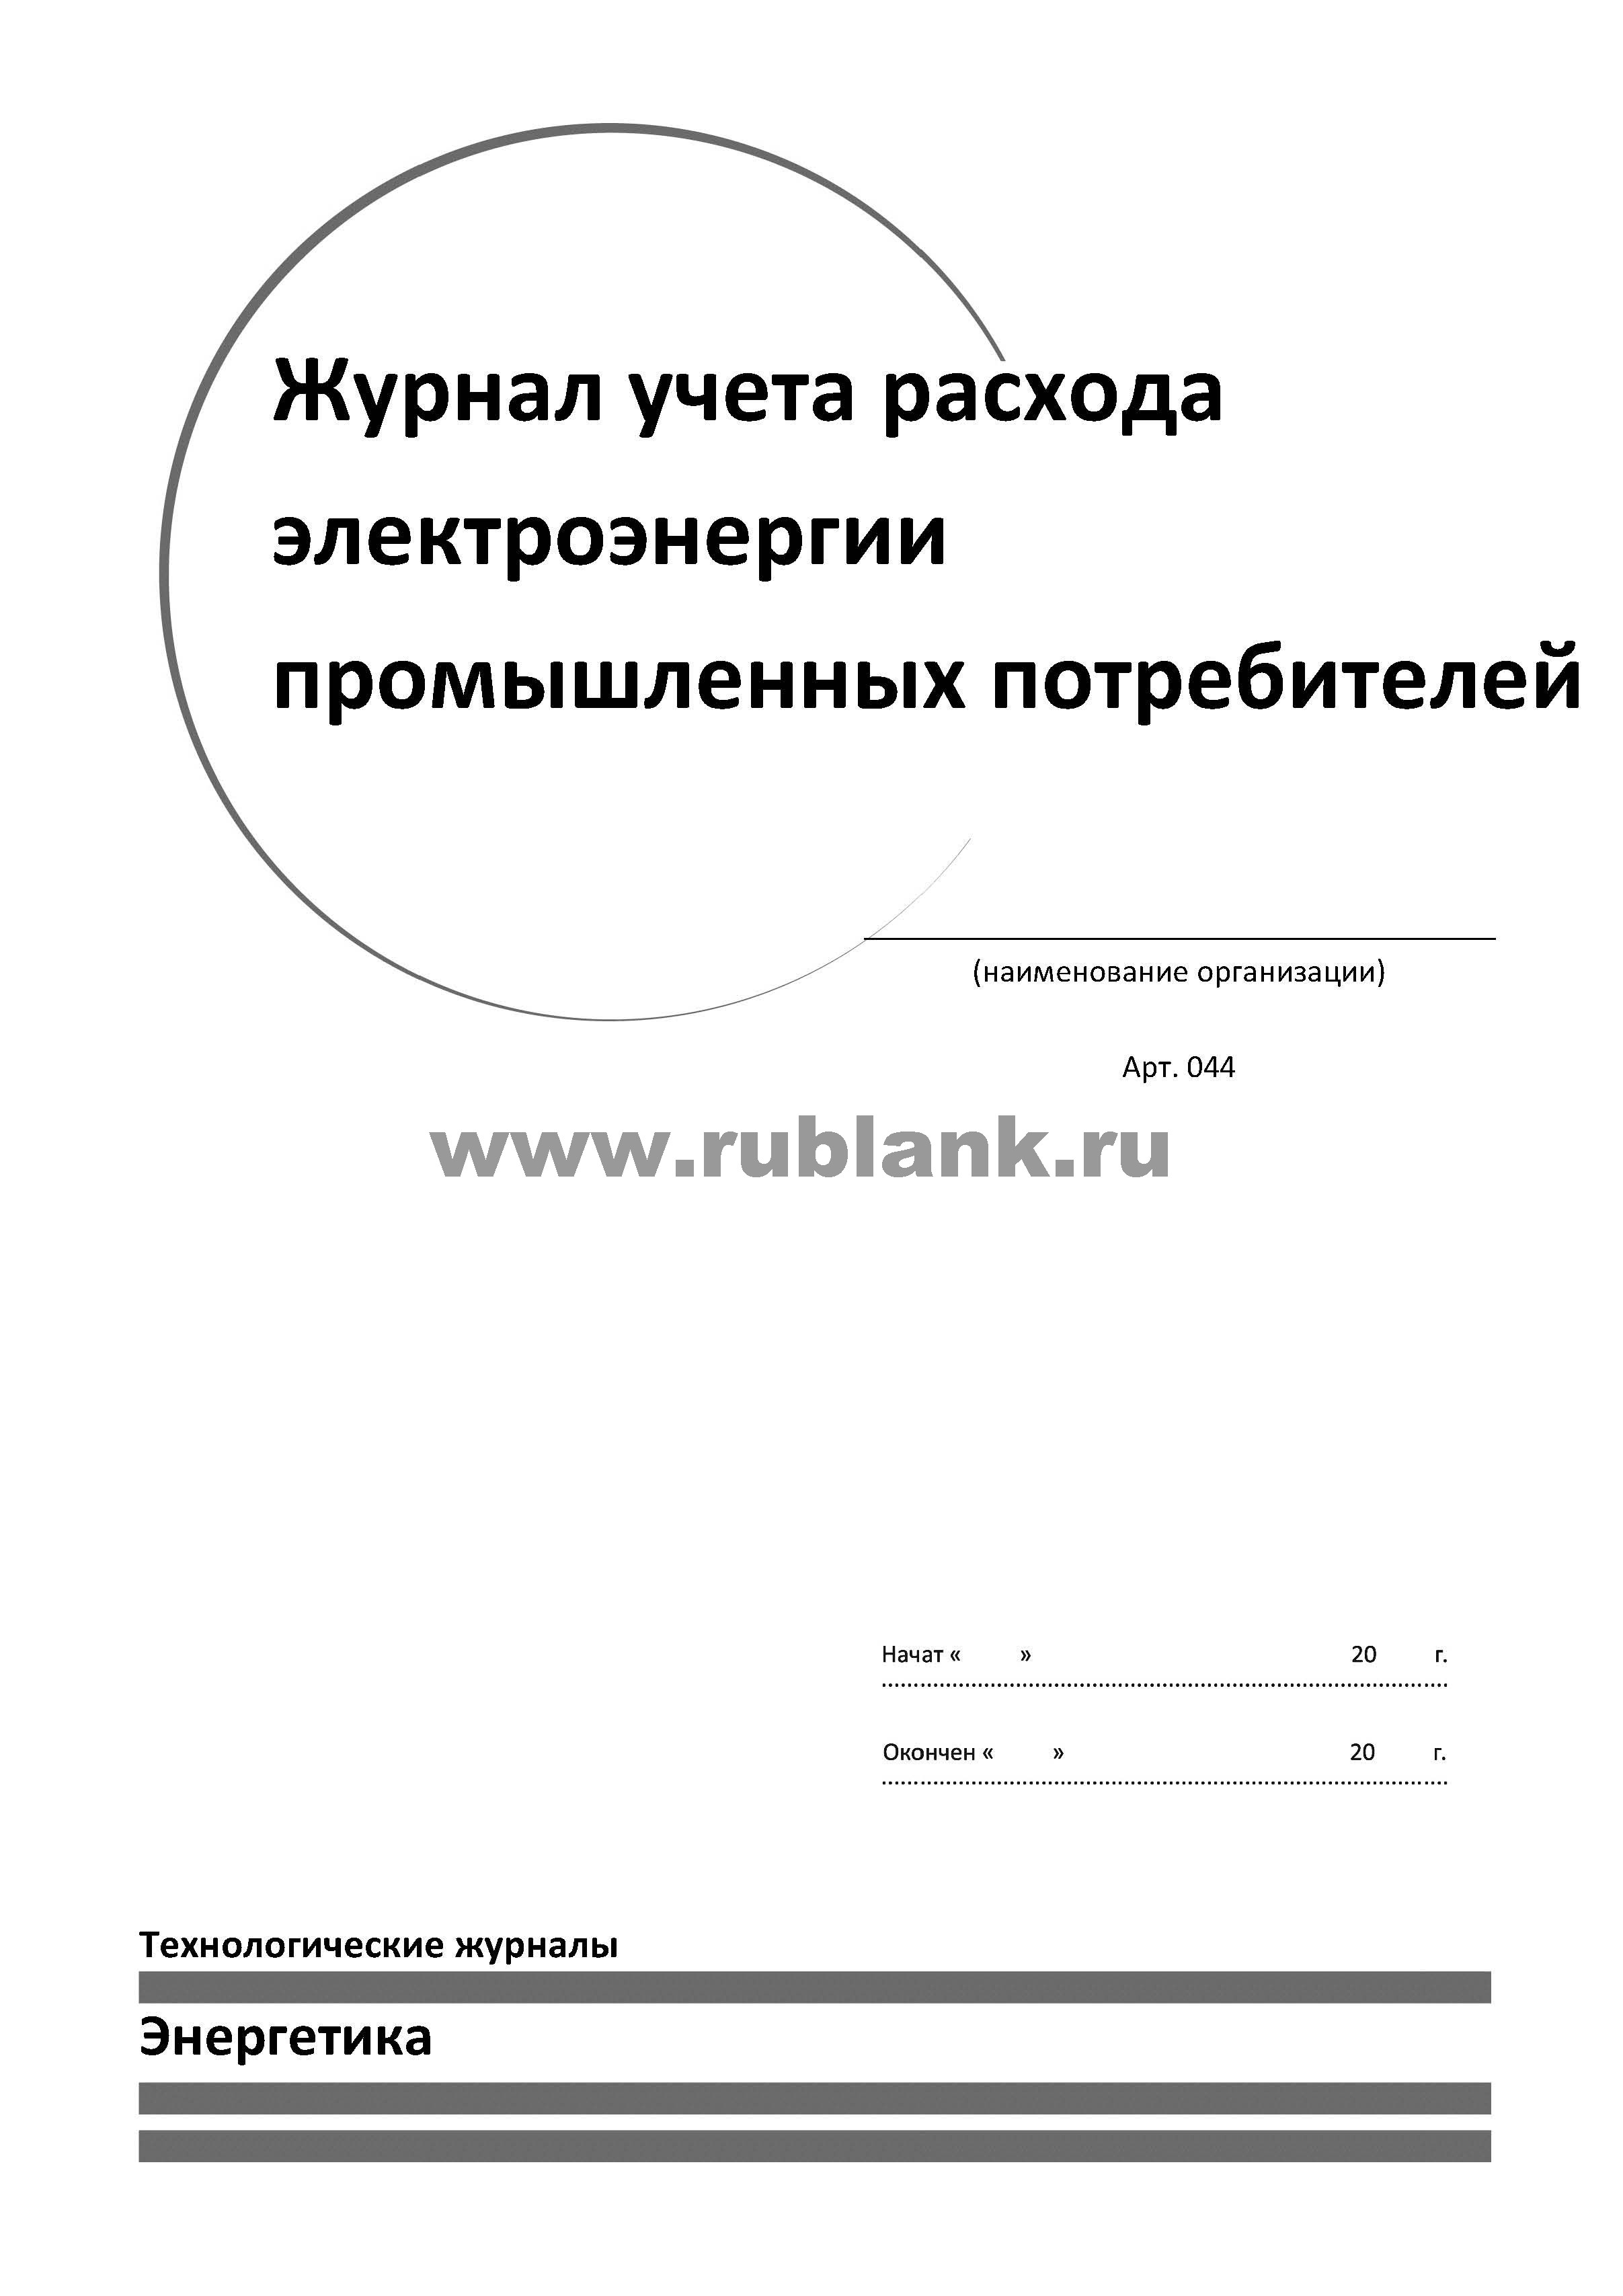 Журнал учета расхода
электроэнергии
промышленных потребителей
(наименование организации)
Арт. 044
www.rublank.ru
Начат « » 20 г.
Окончен « » 20 г.
Технологические журналы
Энергетика